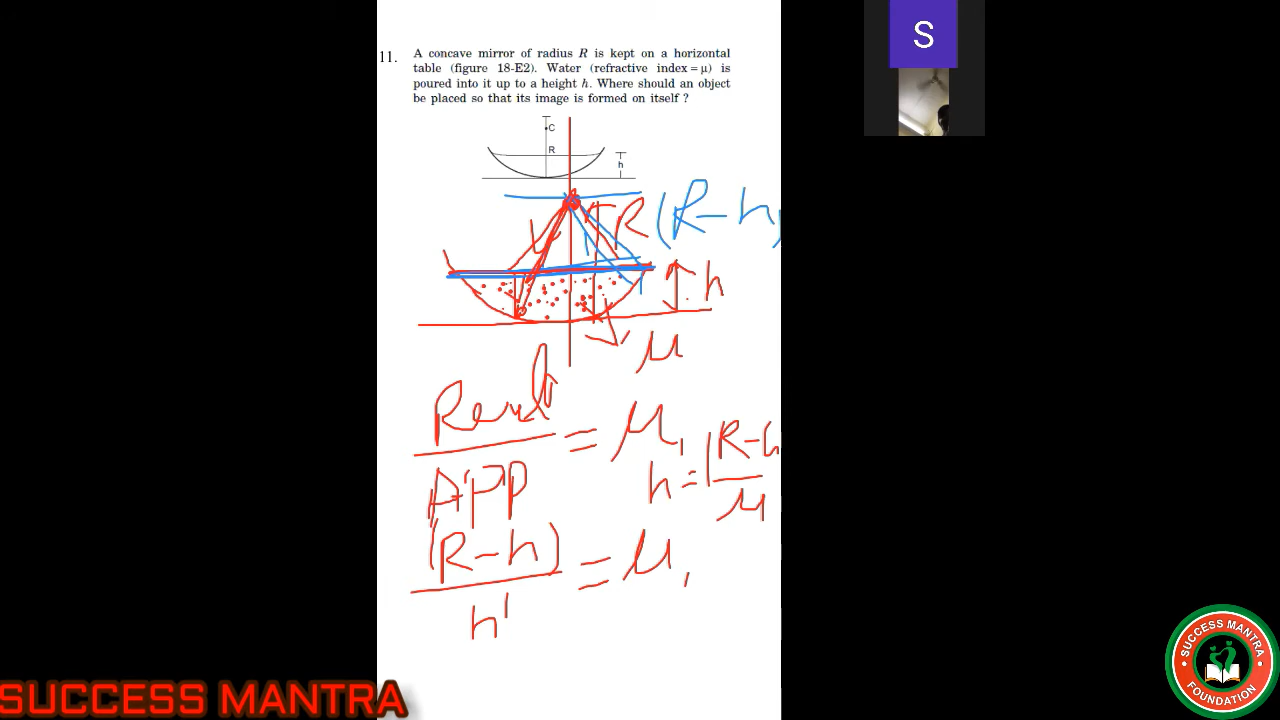 S
11. A concave mirror of radius R is kept on a horizontal
table (figure 18-E2). Water (refractive index = μ) is
poured into it up to a height h. Where should an object
be placed so that its image is formed on itself ?
C
R
h
R (R-h)
h
μ
= μ
APP
h = (R-h
μ
(R-h) = μ
h'
SUCCESS MANTRA
SUCCESS MANTRA
FOUNDATION